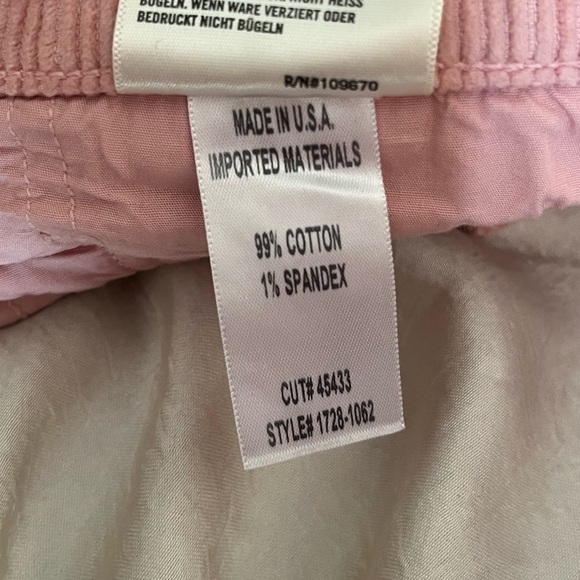 BÜGELN. WENN WARE VERZIERT ODER
BEDRUCKT NICHT BÜGELN
R/N#109670
MADE IN U.S.A.
IMPORTED MATERIALS
99% COTTON
1% SPANDEX
CUT# 45433
STYLE# 1728-1062